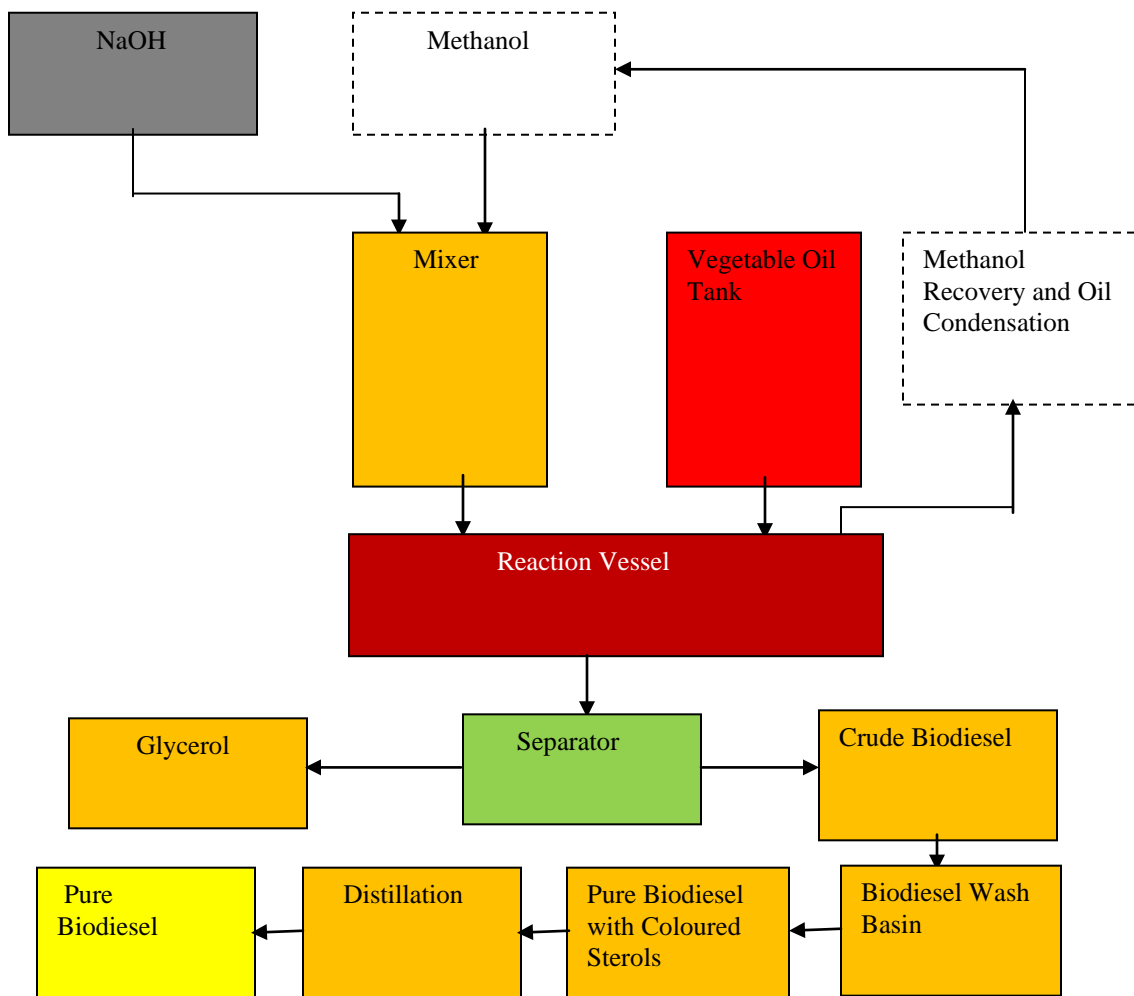 NaOH
Methanol
Mixer
Vegetable Oil
Tank
Methanol
Recovery and Oil
Condensation
Reaction Vessel
Glycerol
Separator
Crude Biodiesel
Pure
Biodiesel
Distillation
Pure Biodiesel
with Coloured
Sterols
Biodiesel Wash
Basin